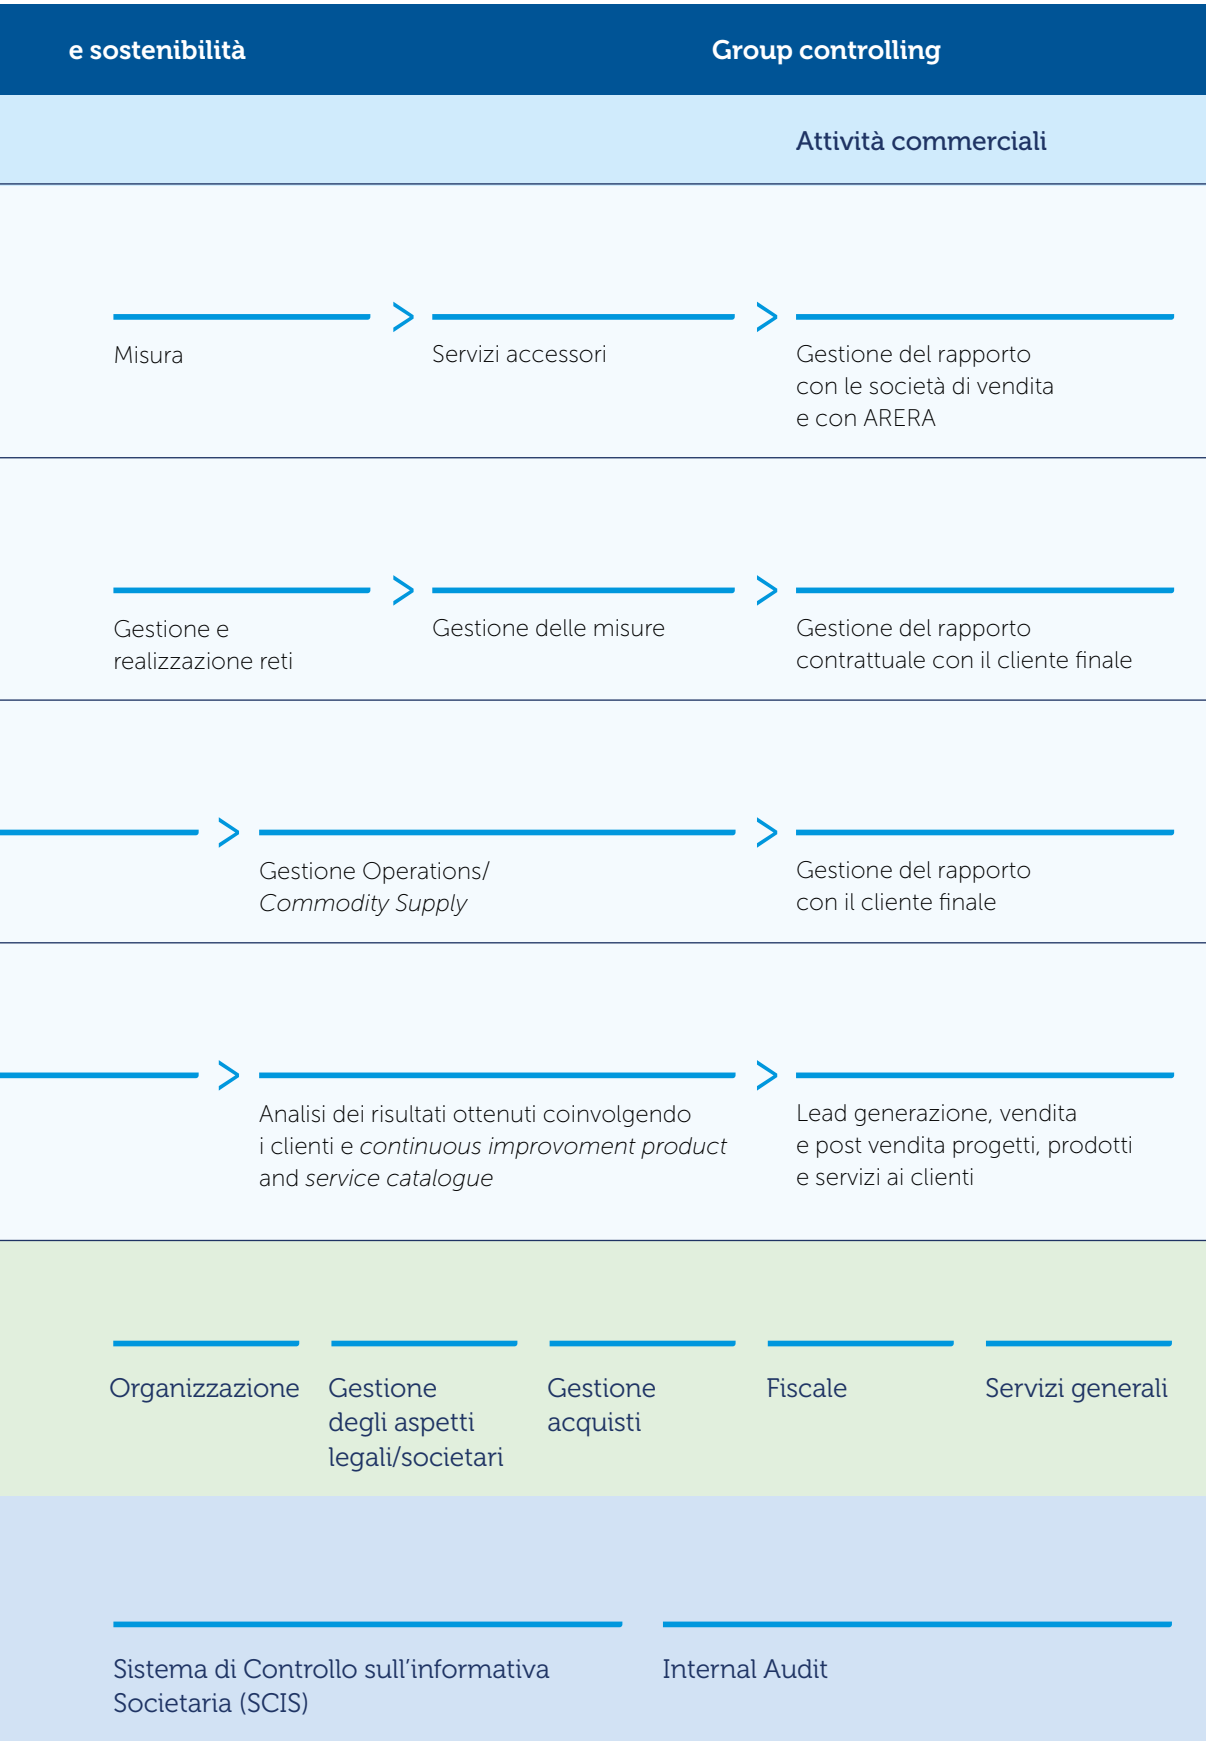 e sostenibilità
Group controlling
Attività commerciali
>
>
Misura
Servizi accessori
Gestione del rapporto
con le società di vendita
e con ARERA
>
>
Gestione e
realizzazione reti
Gestione delle misure
Gestione del rapporto
contrattuale con il cliente finale
>
>
Gestione Operations/
Commodity Supply
Gestione del rapporto
con il cliente finale
>
>
Analisi dei risultati ottenuti coinvolgendo
i clienti e continuous improvoment product
and service catalogue
Lead generazione, vendita
e post vendita progetti, prodotti
e servizi ai clienti
Organizzazione
Gestione
degli aspetti
legali/societari
Gestione
acquisti
Fiscale
Servizi generali
Sistema di Controllo sull'informativa
Societaria (SCIS)
Internal Audit